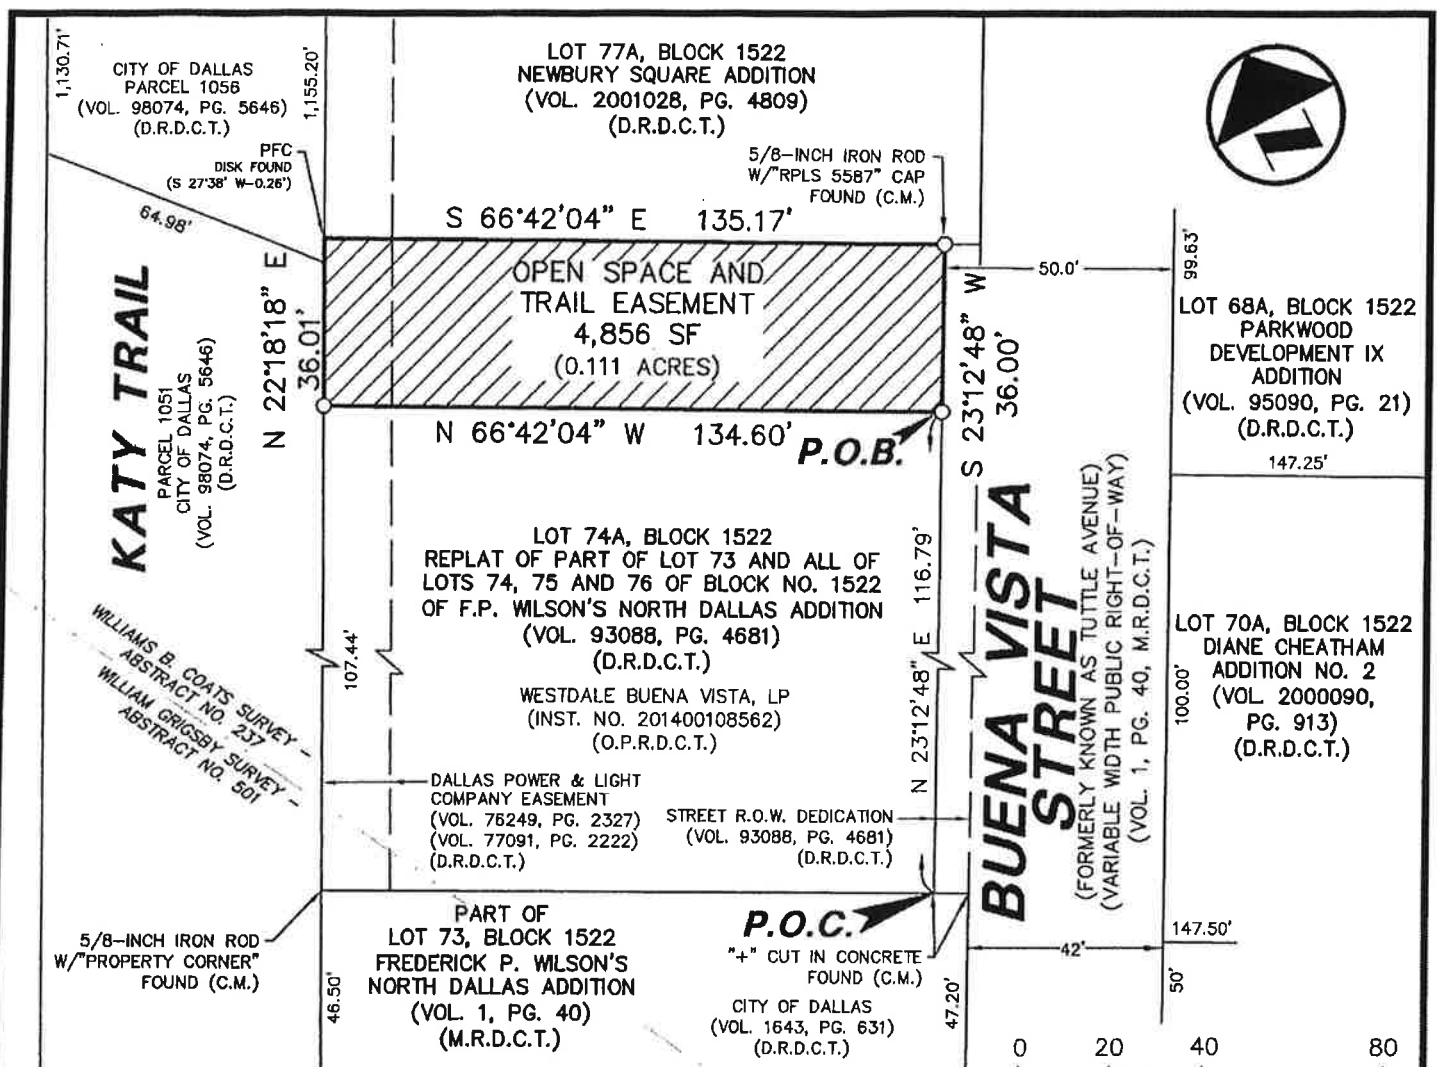 1,130.71'
CITY OF DALLAS
PARCEL 1056
(VOL. 98074, PG. 5646)
(D.R.D.C.T.)
1,155.20'
LOT 77A, BLOCK 1522
NEWBURY SQUARE ADDITION
(VOL. 2001028, PG. 4809)
(D.R.D.C.T.)
PFC
DISK FOUND
(S 27°38' W-0.26')
5/8-INCH IRON ROD
W/"RPLS 5587" CAP
FOUND (C.M.)
64.98'
S 66°42'04" E 135.17'
OPEN SPACE AND
TRAIL EASEMENT
4,856 SF
(0.111 ACRES)
N 22°18'18" E
36.01'
N 66°42'04" W 134.60'
P.O.B.
S 23°12'48" W
36.00'
50.0'
99.63'
LOT 68A, BLOCK 1522
PARKWOOD
DEVELOPMENT IX
ADDITION
(VOL. 95090, PG. 21)
(D.R.D.C.T.)
147.25'
KATY TRAIL
PARCEL 1051
CITY OF DALLAS
(VOL. 98074, PG. 5646)
(D.R.D.C.T.)
LOT 74A, BLOCK 1522
REPLAT OF PART OF LOT 73 AND ALL OF
LOTS 74, 75 AND 76 OF BLOCK NO. 1522
OF F.P. WILSON'S NORTH DALLAS ADDITION
(VOL. 93088, PG. 4681)
(D.R.D.C.T.)
WESTDALE BUENA VISTA, LP
(INST. NO. 201400108562)
(O.P.R.D.C.T.)
107.44'
N 23°12'48" E 116.79'
BUENA VISTA
STREET
(FORMERLY KNOWN AS TUTTLE AVENUE)
(VARIABLE WIDTH PUBLIC RIGHT-OF-WAY)
(VOL. 1, PG. 40, M.R.D.C.T.)
LOT 70A, BLOCK 1522
DIANE CHEATHAM
ADDITION NO. 2
(VOL. 2000090,
PG. 913)
(D.R.D.C.T.)
100.00'
WILLIAMS B. COATS SURVEY
ABSTRACT NO. 237
WILLIAM GRIGSBY SURVEY
ABSTRACT NO. 501
DALLAS POWER & LIGHT
COMPANY EASEMENT
(VOL. 76249, PG. 2327)
(VOL. 77091, PG. 2222)
(D.R.D.C.T.)
STREET R.O.W. DEDICATION
(VOL. 93088, PG. 4681)
(D.R.D.C.T.)
5/8-INCH IRON ROD
W/"PROPERTY CORNER"
FOUND (C.M.)
46.50'
PART OF
LOT 73, BLOCK 1522
FREDERICK P. WILSON'S
NORTH DALLAS ADDITION
(VOL. 1, PG. 40)
(M.R.D.C.T.)
P.O.C.
"+" CUT IN CONCRETE
FOUND (C.M.)
CITY OF DALLAS
(VOL. 1643, PG. 631)
(D.R.D.C.T.)
47.20'
42'
147.50'
50'
0 20 40 80